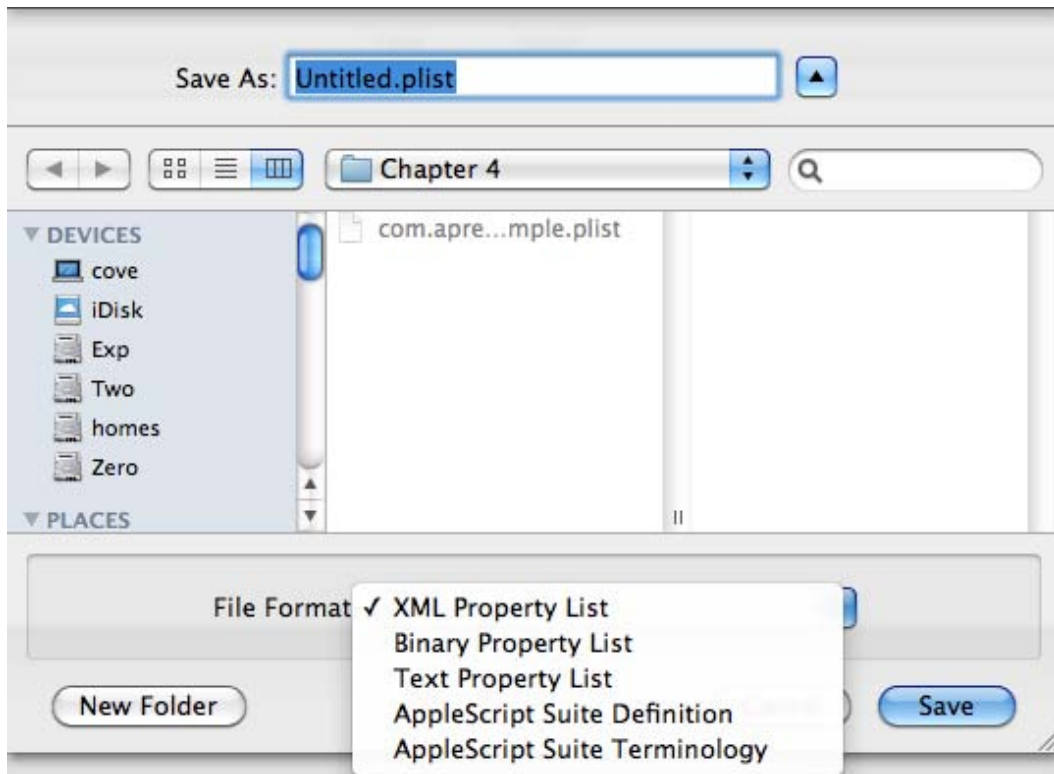 Save As: Untitled.plist
Chapter 4
DEVICES
cove
iDisk
Exp
Two
homes
Zero
PLACES
com.apre...mple.plist
File Format
✓ XML Property List
Binary Property List
Text Property List
AppleScript Suite Definition
AppleScript Suite Terminology
New Folder
Save